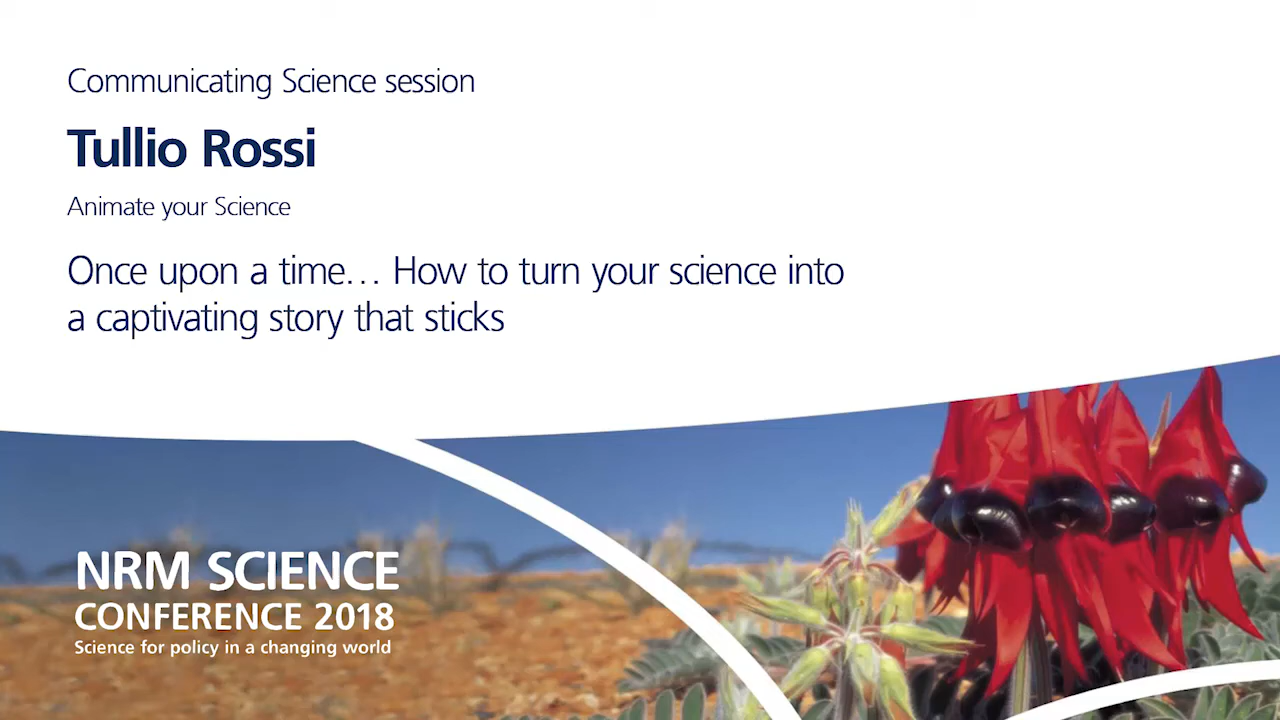 Communicating Science session
Tullio Rossi
Animate your Science
Once upon a time… How to turn your science into
a captivating story that sticks
NRM SCIENCE
CONFERENCE 2018
Science for policy in a changing world